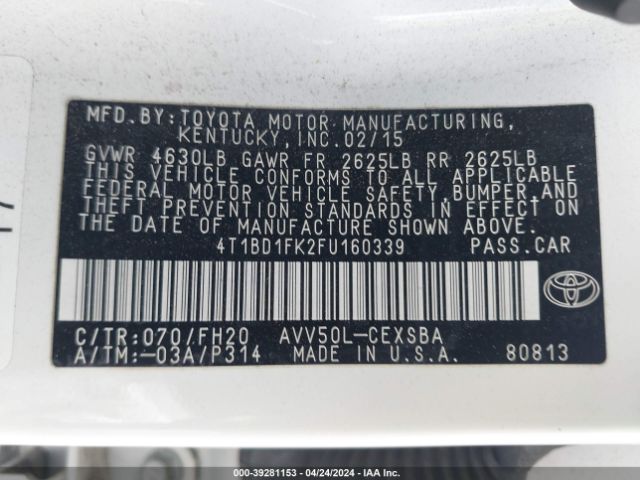 MFD. BY: TOYOTA MOTOR MANUFACTURING,
KENTUCKY, INC. 02/15
GVWR 4630LB GAWR FR 2625LB RR 2625LB
THIS VEHICLE CONFORMS TO ALL APPLICABLE
FEDERAL MOTOR VEHICLE SAFETY, BUMPER, AND
THEFT PREVENTION STANDARDS IN EFFECT ON
THE DATE OF MANUFACTURE SHOWN ABOVE.
4T1BD1FK2FU160339 PASS.CAR
C/TR:070/FH20 AVV50L-CEXSBA
A/TM:-03A/P314 MADE IN U.S.A. 80813
000-39281153 - 04/24/2024 - IAA Auctions